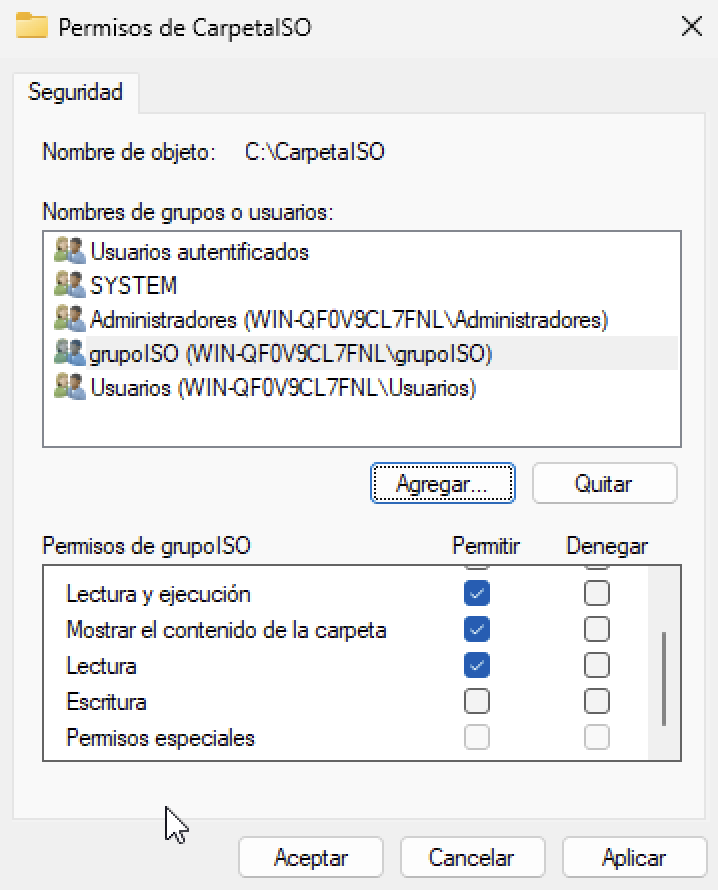 Permisos de CarpetaISO
Seguridad
Nombre de objeto: C:\CarpetaISO
Nombres de grupos o usuarios:
Usuarios autentificados
SYSTEM
Administradores (WIN-QF0V9CL7FNL\Administradores)
grupoISO (WIN-QF0V9CL7FNL\grupoISO)
Usuarios (WIN-QF0V9CL7FNL\Usuarios)
Agregar... Quitar
Permisos de grupoISO Permitir Denegar
Lectura y ejecución
Mostrar el contenido de la carpeta
Lectura
Escritura
Permisos especiales
Aceptar Cancelar Aplicar